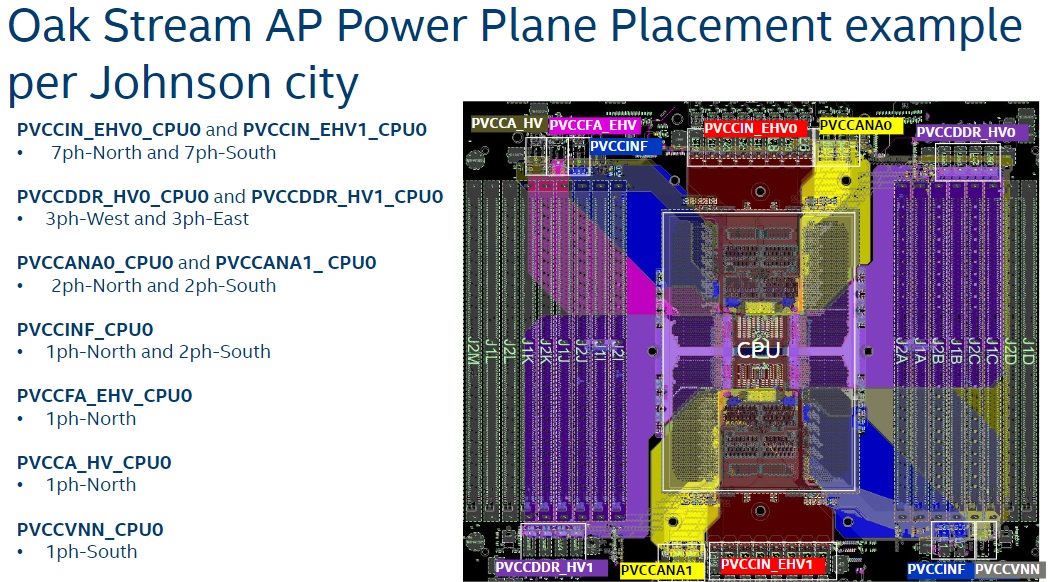 Oak Stream AP Power Plane Placement example
per Johnson city
PVCCIN_EHV0_CPU0 and PVCCIN_EHV1_CPU0
• 7ph-North and 7ph-South
PVCCDDR_HV0_CPU0 and PVCCDDR_HV1_CPU0
• 3ph-West and 3ph-East
PVCCANA0_CPU0 and PVCCANA1_ CPU0
• 2ph-North and 2ph-South
PVCCINF_CPU0
• 1ph-North and 2ph-South
PVCCFA_EHV_CPU0
• 1ph-North
PVCCA_HV_CPU0
• 1ph-North
PVCCVNN_CPU0
• 1ph-South
PVCCA_HV
PVCCFA_EHV
PVCCINF
PVCCIN_EHV0
PVCCANA0
PVCCDDR_HV0
J2M
J1L
J2L
J1K
J2K
J1J
J2J
J1I
J2I
CPU
J2A
J1A
J2B
J1B
J2C
J1C
J2D
J1D
PVCCDDR_HV1
PVCCANA1
PVCCIN_EHV1
PVCCINF
PVCCVNN